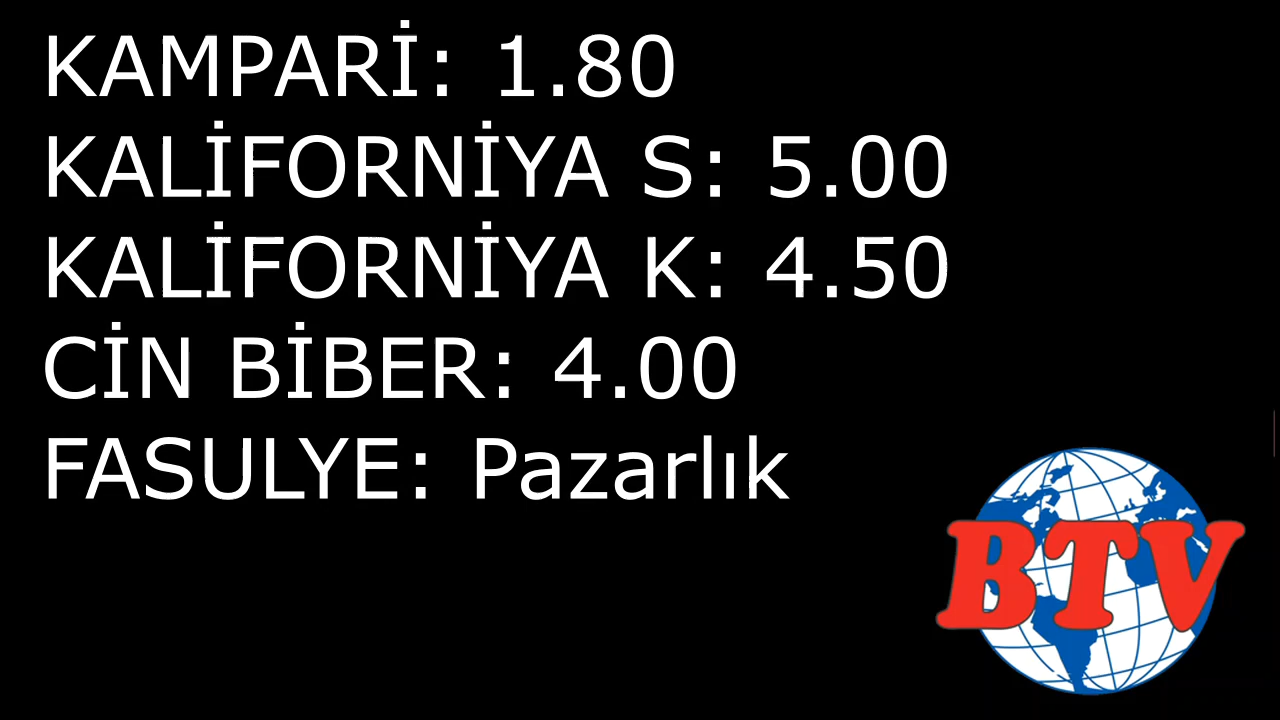 KAMPARİ: 1.80
KALİFORNİYA S: 5.00
KALİFORNİYA K: 4.50
CİN BİBER: 4.00
FASULYE: Pazarlık
BTV